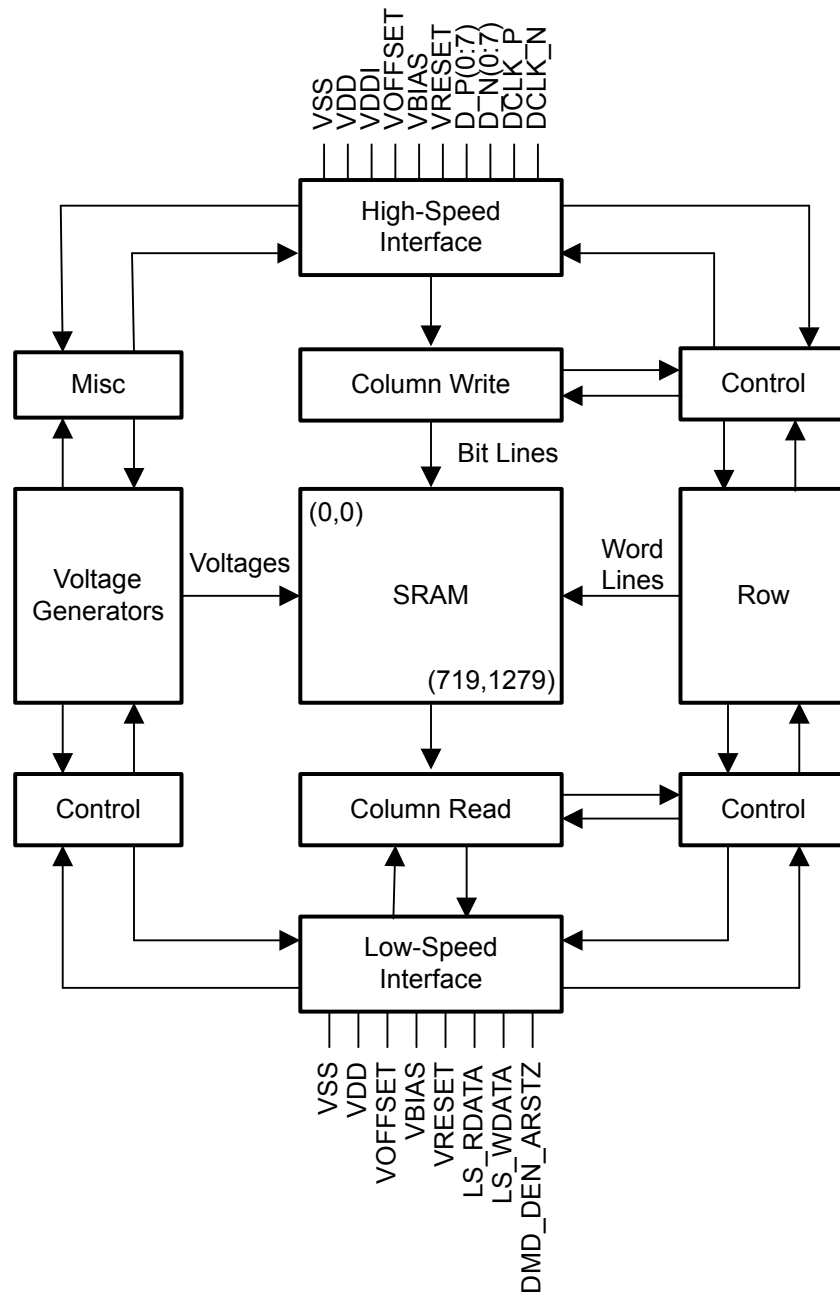 VSS
VDD
VDDI
VOFFSET
VBIAS
VRESET
D_P(0:7)
D_N(0:7)
DCLK_P
DCLK_N
High-Speed
Interface
Misc
Column Write
Control
Bit Lines
(0,0)
Voltage
Generators
Voltages
SRAM
Word
Lines
Row
(719,1279)
Control
Column Read
Control
Low-Speed
Interface
VSS
VDD
VOFFSET
VBIAS
VRESET
LS_RDATA
LS_WDATA
DMD_DEN_ARSTZ